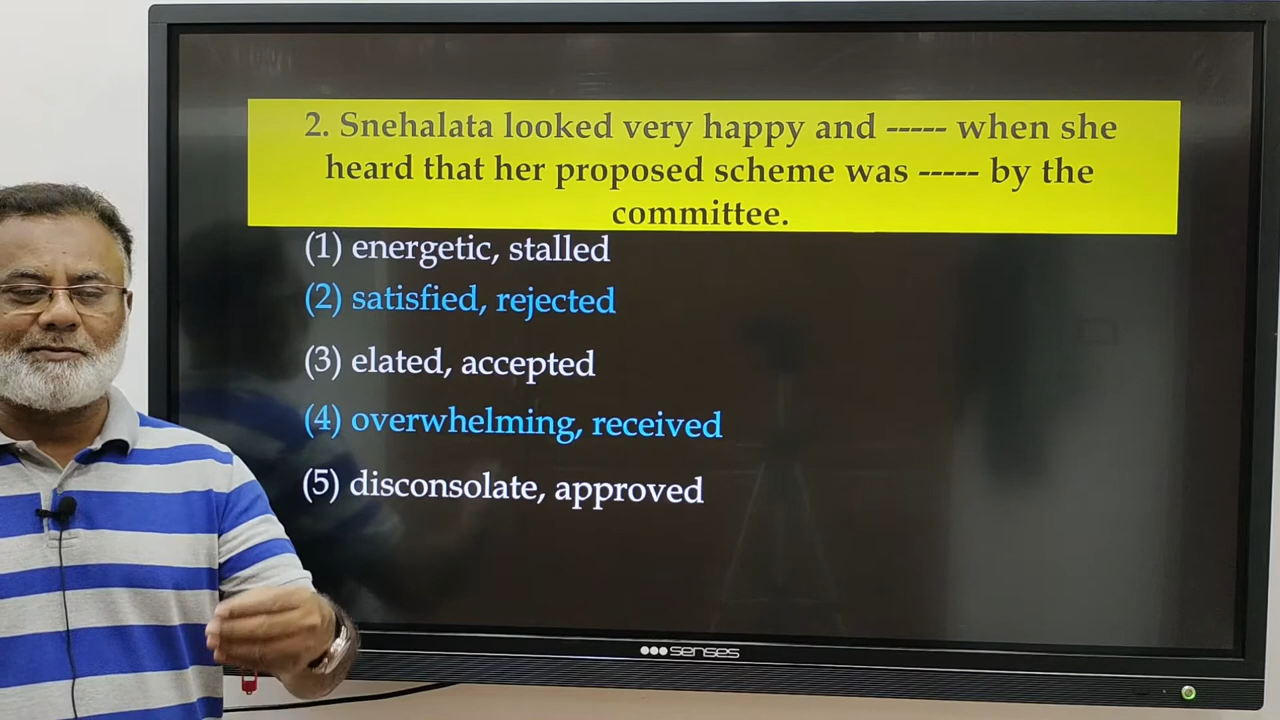 2. Snehalata looked very happy and ----- when she
heard that her proposed scheme was ----- by the
committee.
(1) energetic, stalled
(2) satisfied, rejected
(3) elated, accepted
(4) overwhelming, received
(5) disconsolate, approved
senses